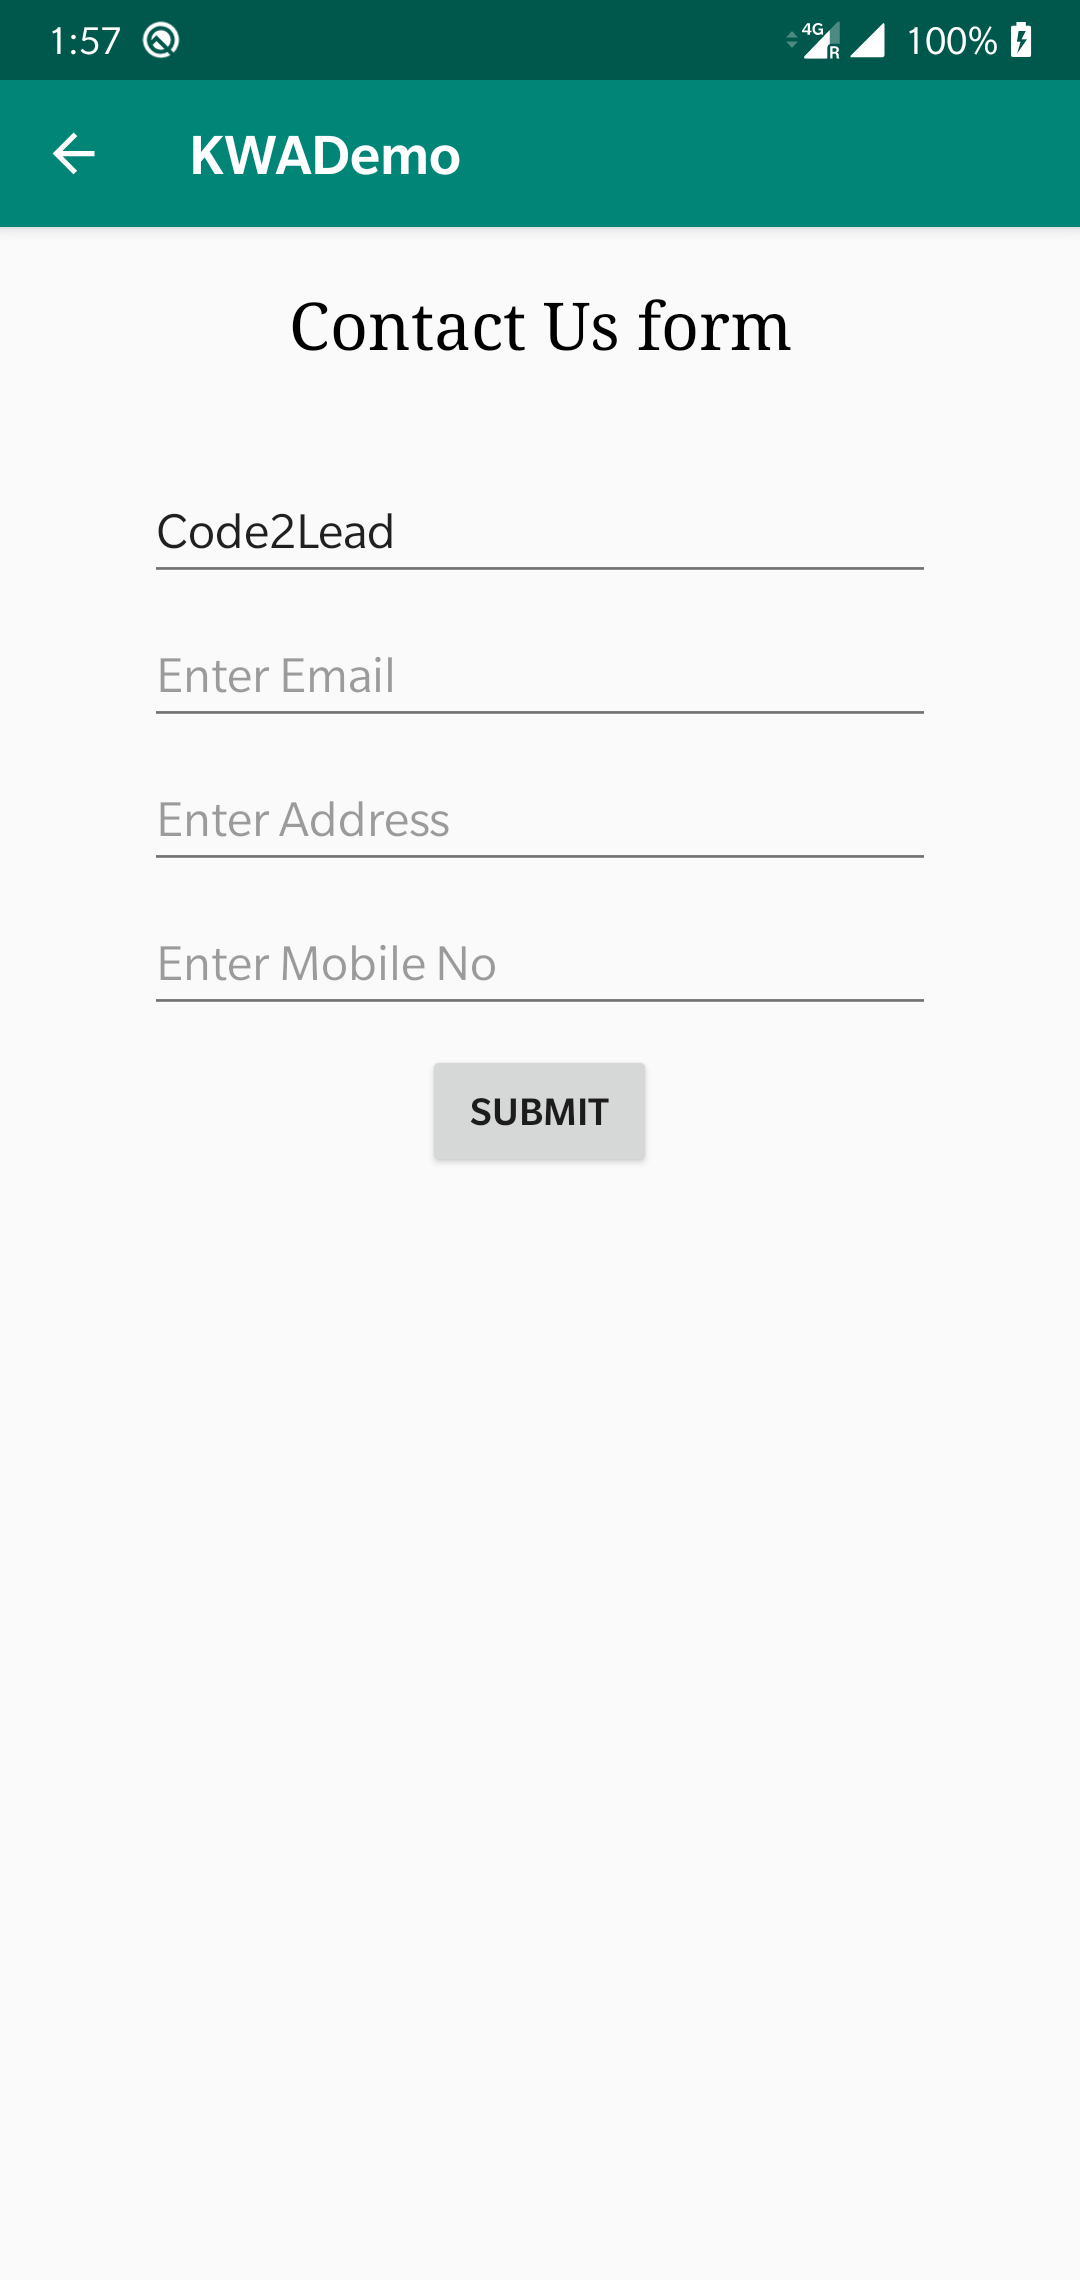 1:57
4G
R
100%
KWADemo
Contact Us form
Code2Lead
Enter Email
Enter Address
Enter Mobile No
SUBMIT